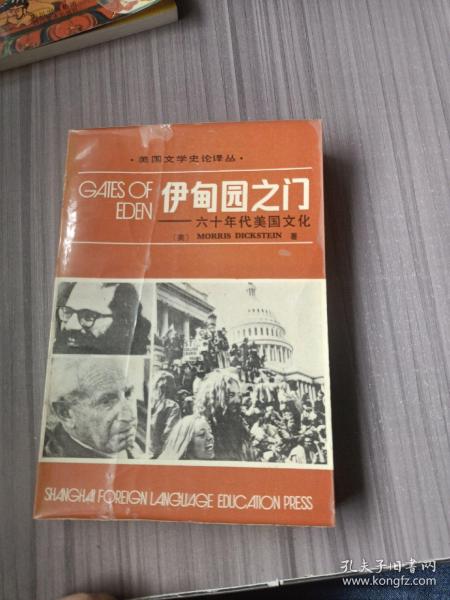 ·美国文学史论译丛·
GATES OF
EDEN
伊甸园之门
——六十年代美国文化
〔美〕 MORRIS DICKSTEIN 著
SHANGHAI FOREIGN LANGUAGE EDUCATION PRESS
孔夫子旧书网
www.kongfz.com